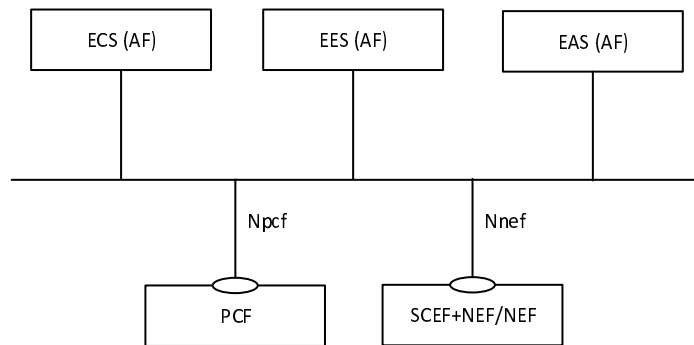 ECS (AF)
EES (AF)
EAS (AF)
Npcf
Nnef
PCF
SCEF+NEF/NEF